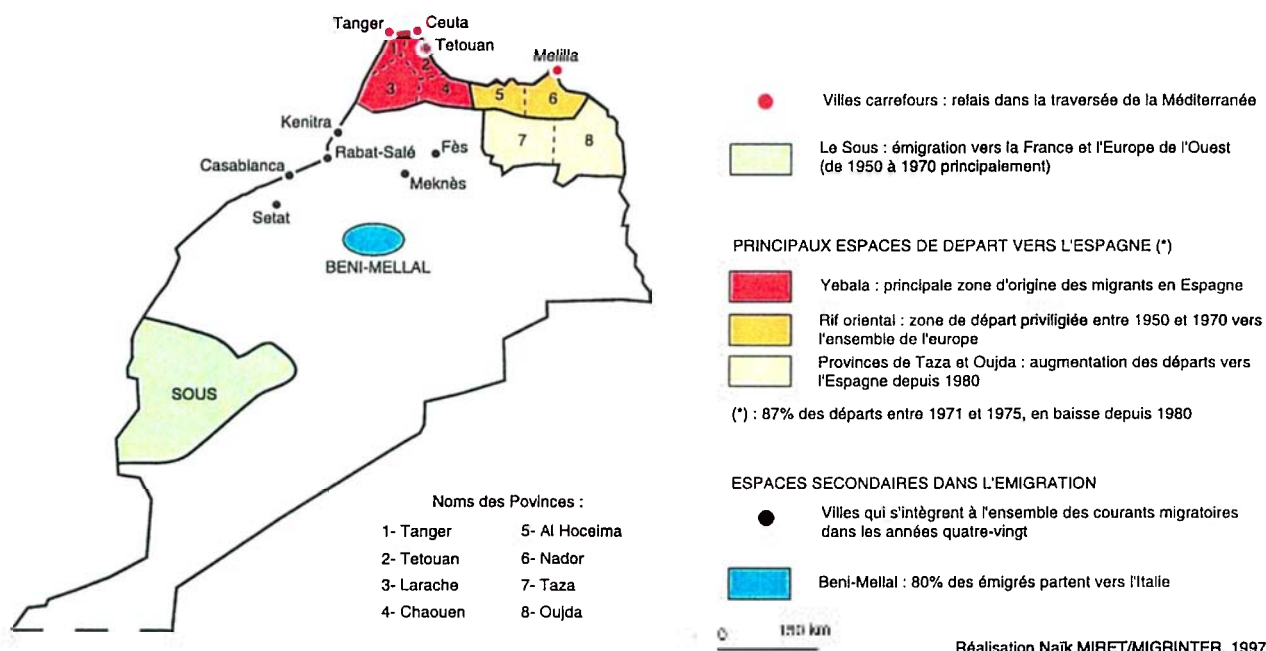 Tanger
Ceuta
Tetouan
Melilla
1
2
3
4
5
6
7
8
Kenitra
Rabat-Salé
Fès
Casablanca
Meknès
Setat
BENI-MELLAL
SOUS
Noms des Povinces :
1- Tanger
2- Tetouan
3- Larache
4- Chaouen
5- Al Hoceima
6- Nador
7- Taza
8- Oujda
Villes carrefours : relais dans la traversée de la Méditerranée
Le Sous : émigration vers la France et l'Europe de l'Ouest
(de 1950 à 1970 principalement)
PRINCIPAUX ESPACES DE DEPART VERS L'ESPAGNE (*)
Yebala : principale zone d'origine des migrants en Espagne
Rif oriental : zone de départ priviligiée entre 1950 et 1970 vers
l'ensemble de l'europe
Provinces de Taza et Oujda : augmentation des départs vers
l'Espagne depuis 1980
(*) : 87% des départs entre 1971 et 1975, en baisse depuis 1980
ESPACES SECONDAIRES DANS L'EMIGRATION
Villes qui s'intègrent à l'ensemble des courants migratoires
dans les années quatre-vingt
Beni-Mellal : 80% des émigrés partent vers l'Italie
0 150 km
Réalisation Naïk MIRET/MIGRINTER, 1997